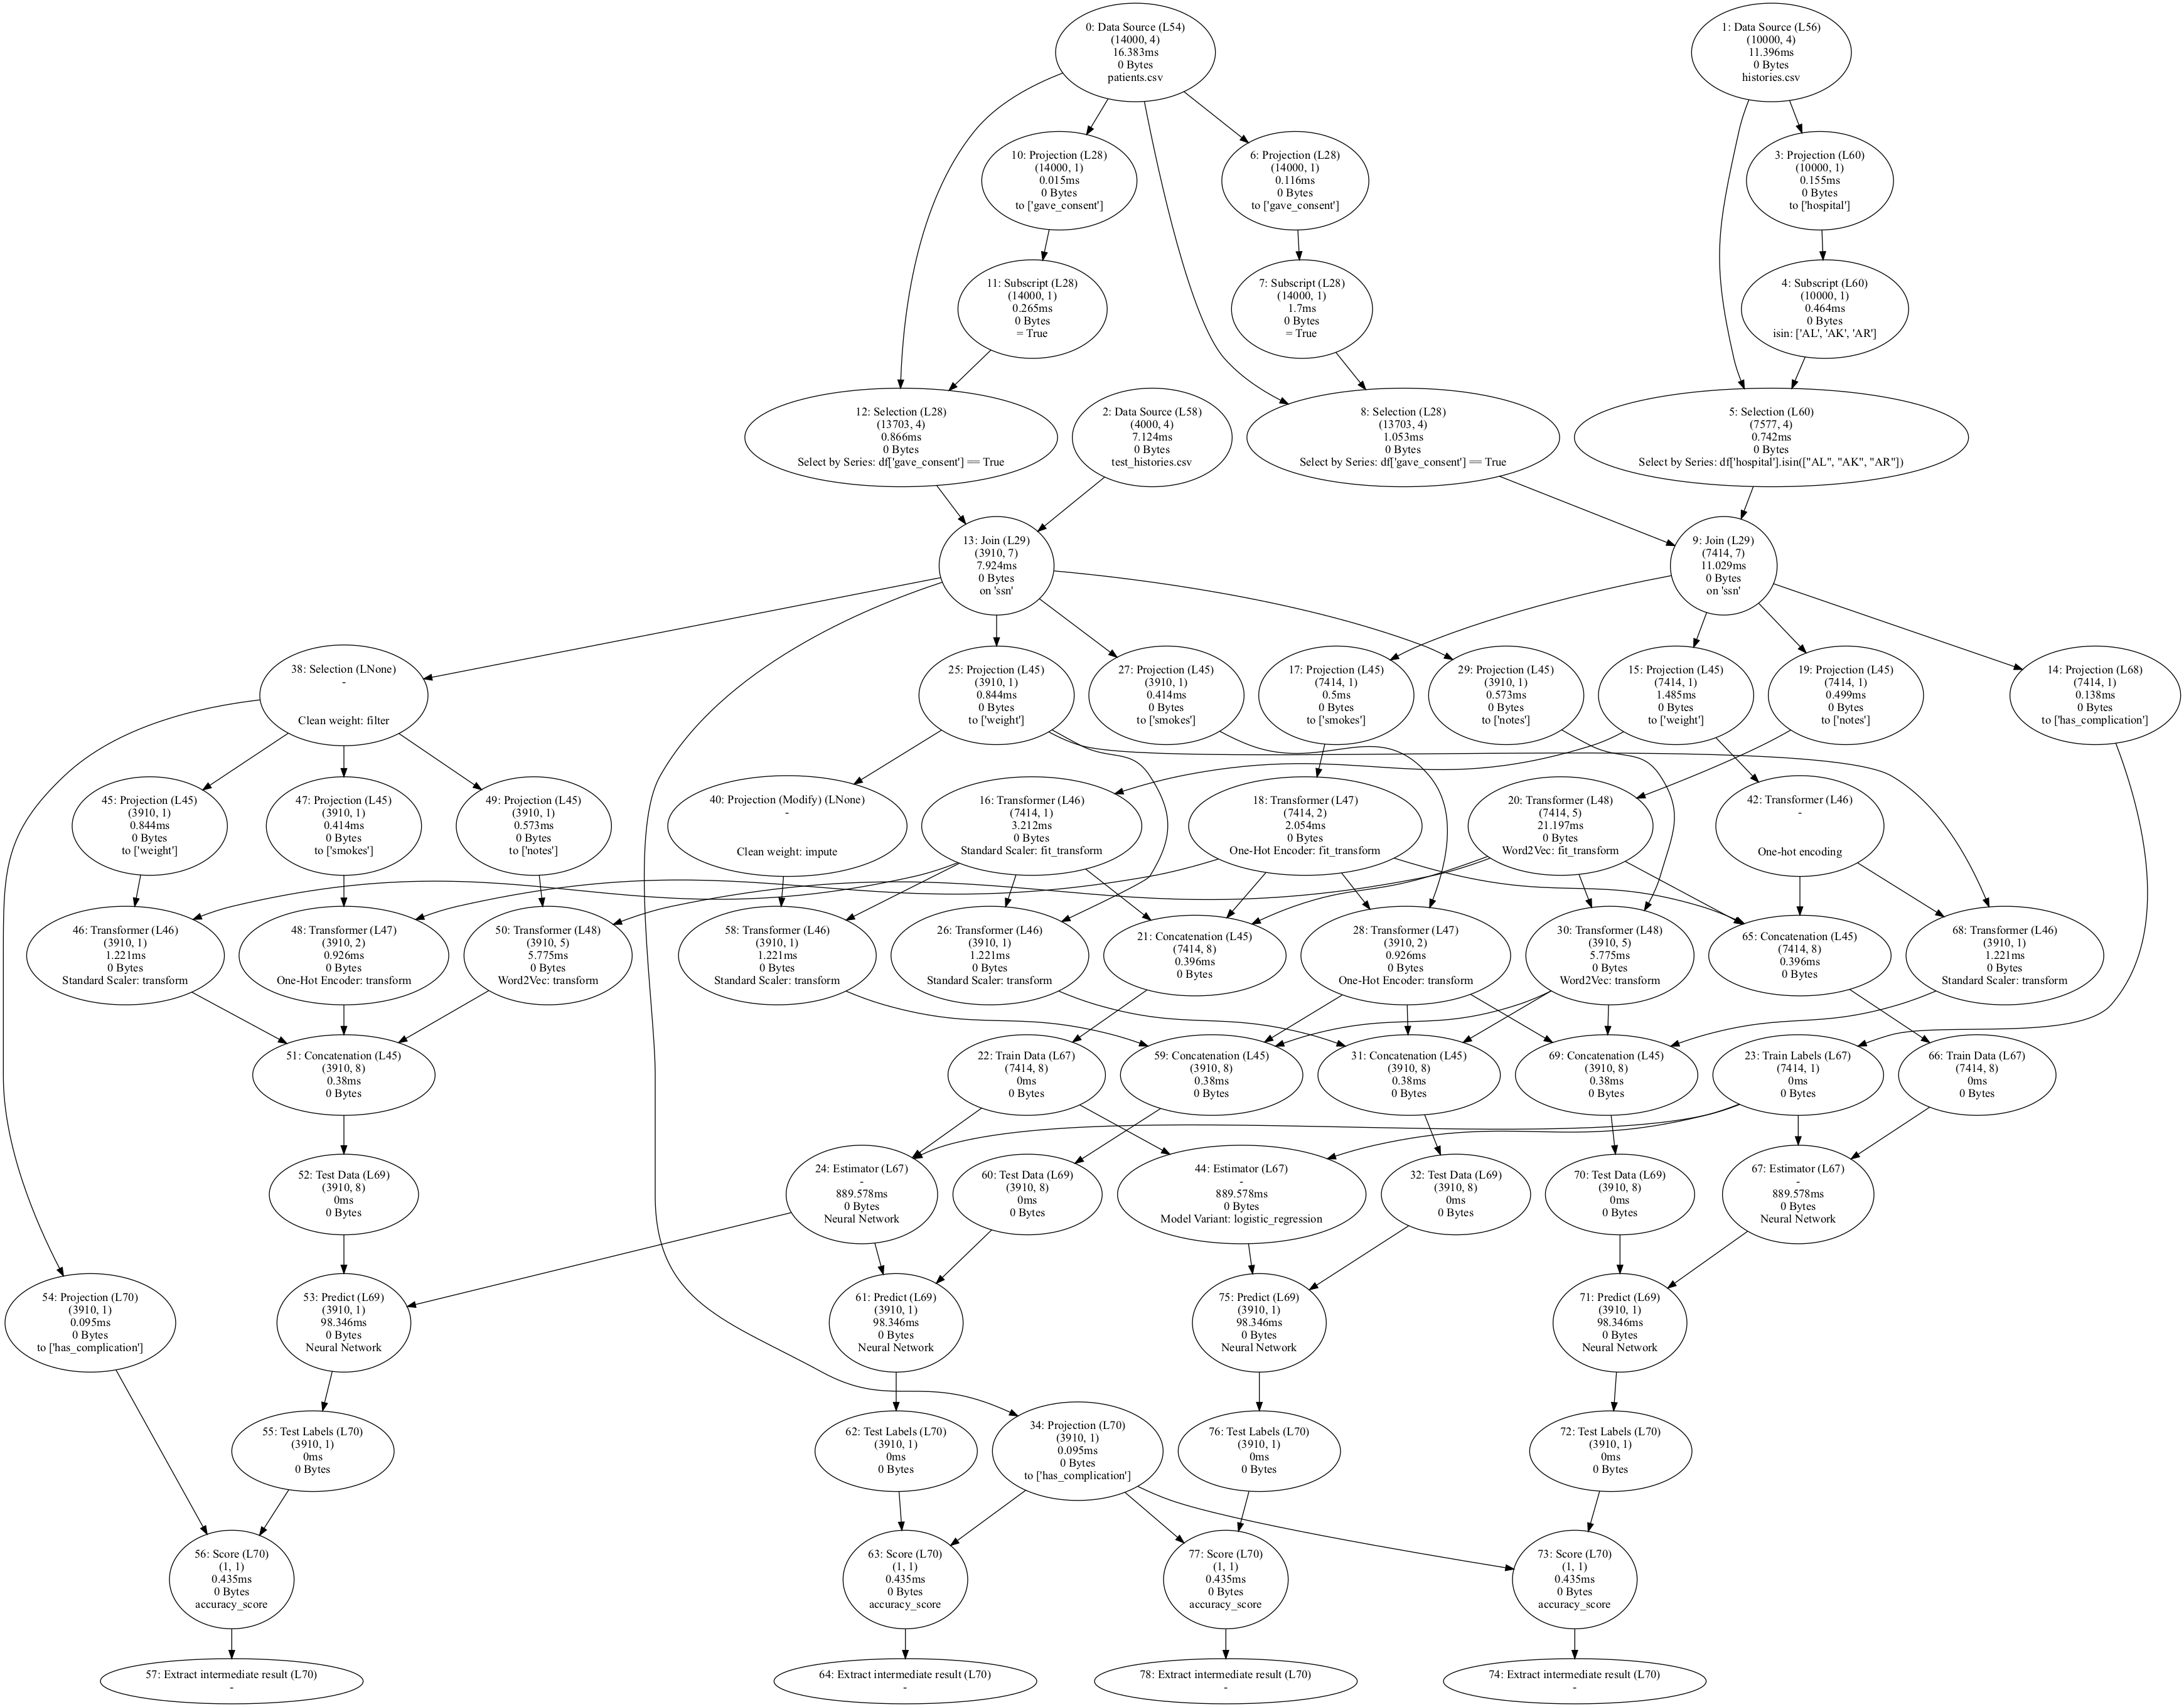 0: Data Source (L54)
(14000, 4)
16.383ms
0 Bytes
patients.csv
1: Data Source (L56)
(10000, 4)
11.396ms
0 Bytes
histories.csv
10: Projection (L28)
(14000, 1)
0.015ms
0 Bytes
to ['gave_consent']
6: Projection (L28)
(14000, 1)
0.116ms
0 Bytes
to ['gave_consent']
3: Projection (L60)
(10000, 1)
0.155ms
0 Bytes
to ['hospital']
11: Subscript (L28)
(14000, 1)
0.265ms
0 Bytes
= True
7: Subscript (L28)
(14000, 1)
1.7ms
0 Bytes
= True
4: Subscript (L60)
(10000, 1)
0.464ms
0 Bytes
isin: ['AL', 'AK', 'AR']
12: Selection (L28)
(13703, 4)
0.866ms
0 Bytes
Select by Series: df['gave_consent'] == True
2: Data Source (L58)
(4000, 4)
7.124ms
0 Bytes
test_histories.csv
8: Selection (L28)
(13703, 4)
1.053ms
0 Bytes
Select by Series: df['gave_consent'] == True
5: Selection (L60)
(7577, 4)
0.742ms
0 Bytes
Select by Series: df['hospital'].isin(["AL", "AK", "AR"])
13: Join (L29)
(3910, 7)
7.924ms
0 Bytes
on 'ssn'
9: Join (L29)
(7414, 7)
11.029ms
0 Bytes
on 'ssn'
38: Selection (LNone)
-
Clean weight: filter
25: Projection (L45)
(3910, 1)
0.844ms
0 Bytes
to ['weight']
27: Projection (L45)
(3910, 1)
0.414ms
0 Bytes
to ['smokes']
17: Projection (L45)
(7414, 1)
0.5ms
0 Bytes
to ['smokes']
29: Projection (L45)
(3910, 1)
0.573ms
0 Bytes
to ['notes']
15: Projection (L45)
(7414, 1)
1.485ms
0 Bytes
to ['weight']
19: Projection (L45)
(7414, 1)
0.499ms
0 Bytes
to ['notes']
14: Projection (L68)
(7414, 1)
0.138ms
0 Bytes
to ['has_complication']
45: Projection (L45)
(3910, 1)
0.844ms
0 Bytes
to ['weight']
47: Projection (L45)
(3910, 1)
0.414ms
0 Bytes
to ['smokes']
49: Projection (L45)
(3910, 1)
0.573ms
0 Bytes
to ['notes']
40: Projection (Modify) (LNone)
-
Clean weight: impute
16: Transformer (L46)
(7414, 1)
3.212ms
0 Bytes
Standard Scaler: fit_transform
18: Transformer (L47)
(7414, 2)
2.054ms
0 Bytes
One-Hot Encoder: fit_transform
20: Transformer (L48)
(7414, 5)
21.197ms
0 Bytes
Word2Vec: fit_transform
42: Transformer (L46)
-
One-hot encoding
46: Transformer (L46)
(3910, 1)
1.221ms
0 Bytes
Standard Scaler: transform
48: Transformer (L47)
(3910, 2)
0.926ms
0 Bytes
One-Hot Encoder: transform
50: Transformer (L48)
(3910, 5)
5.775ms
0 Bytes
Word2Vec: transform
58: Transformer (L46)
(3910, 1)
1.221ms
0 Bytes
Standard Scaler: transform
26: Transformer (L46)
(3910, 1)
1.221ms
0 Bytes
Standard Scaler: transform
21: Concatenation (L45)
(7414, 8)
0.396ms
0 Bytes
28: Transformer (L47)
(3910, 2)
0.926ms
0 Bytes
One-Hot Encoder: transform
30: Transformer (L48)
(3910, 5)
5.775ms
0 Bytes
Word2Vec: transform
65: Concatenation (L45)
(7414, 8)
0.396ms
0 Bytes
68: Transformer (L46)
(3910, 1)
1.221ms
0 Bytes
Standard Scaler: transform
51: Concatenation (L45)
(3910, 8)
0.38ms
0 Bytes
22: Train Data (L67)
(7414, 8)
0ms
0 Bytes
59: Concatenation (L45)
(3910, 8)
0.38ms
0 Bytes
31: Concatenation (L45)
(3910, 8)
0.38ms
0 Bytes
69: Concatenation (L45)
(3910, 8)
0.38ms
0 Bytes
23: Train Labels (L67)
(7414, 1)
0ms
0 Bytes
66: Train Data (L67)
(7414, 8)
0ms
0 Bytes
52: Test Data (L69)
(3910, 8)
0ms
0 Bytes
24: Estimator (L67)
-
889.578ms
0 Bytes
Neural Network
60: Test Data (L69)
(3910, 8)
0ms
0 Bytes
44: Estimator (L67)
-
889.578ms
0 Bytes
Model Variant: logistic_regression
32: Test Data (L69)
(3910, 8)
0ms
0 Bytes
70: Test Data (L69)
(3910, 8)
0ms
0 Bytes
67: Estimator (L67)
-
889.578ms
0 Bytes
Neural Network
54: Projection (L70)
(3910, 1)
0.095ms
0 Bytes
to ['has_complication']
53: Predict (L69)
(3910, 1)
98.346ms
0 Bytes
Neural Network
61: Predict (L69)
(3910, 1)
98.346ms
0 Bytes
Neural Network
75: Predict (L69)
(3910, 1)
98.346ms
0 Bytes
Neural Network
71: Predict (L69)
(3910, 1)
98.346ms
0 Bytes
Neural Network
55: Test Labels (L70)
(3910, 1)
0ms
0 Bytes
62: Test Labels (L70)
(3910, 1)
0ms
0 Bytes
34: Projection (L70)
(3910, 1)
0.095ms
0 Bytes
to ['has_complication']
76: Test Labels (L70)
(3910, 1)
0ms
0 Bytes
72: Test Labels (L70)
(3910, 1)
0ms
0 Bytes
56: Score (L70)
(1, 1)
0.435ms
0 Bytes
accuracy_score
63: Score (L70)
(1, 1)
0.435ms
0 Bytes
accuracy_score
77: Score (L70)
(1, 1)
0.435ms
0 Bytes
accuracy_score
73: Score (L70)
(1, 1)
0.435ms
0 Bytes
accuracy_score
57: Extract intermediate result (L70)
-
64: Extract intermediate result (L70)
-
78: Extract intermediate result (L70)
-
74: Extract intermediate result (L70)
-